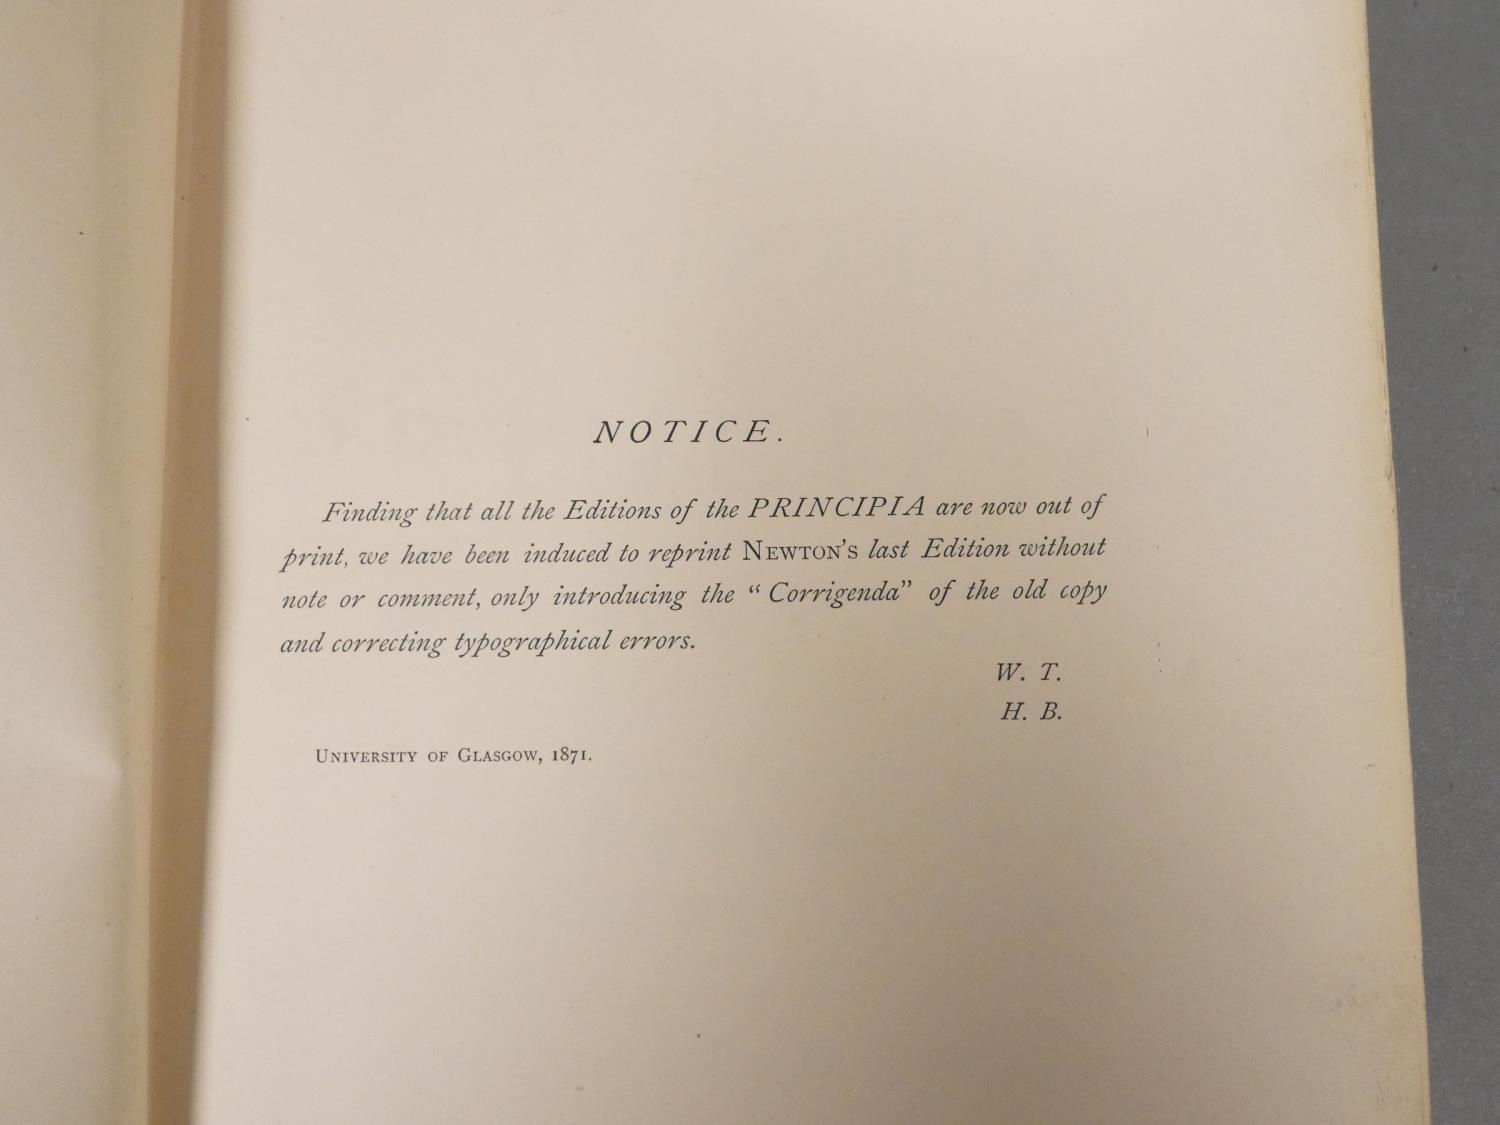 NOTICE.
Finding that all the Editions of the PRINCIPIA are now out of
print, we have been induced to reprint NEWTON'S last Edition without
note or comment, only introducing the "Corrigenda" of the old copy
and correcting typographical errors.
W. T.
H. B.
UNIVERSITY OF GLASGOW, 1871.